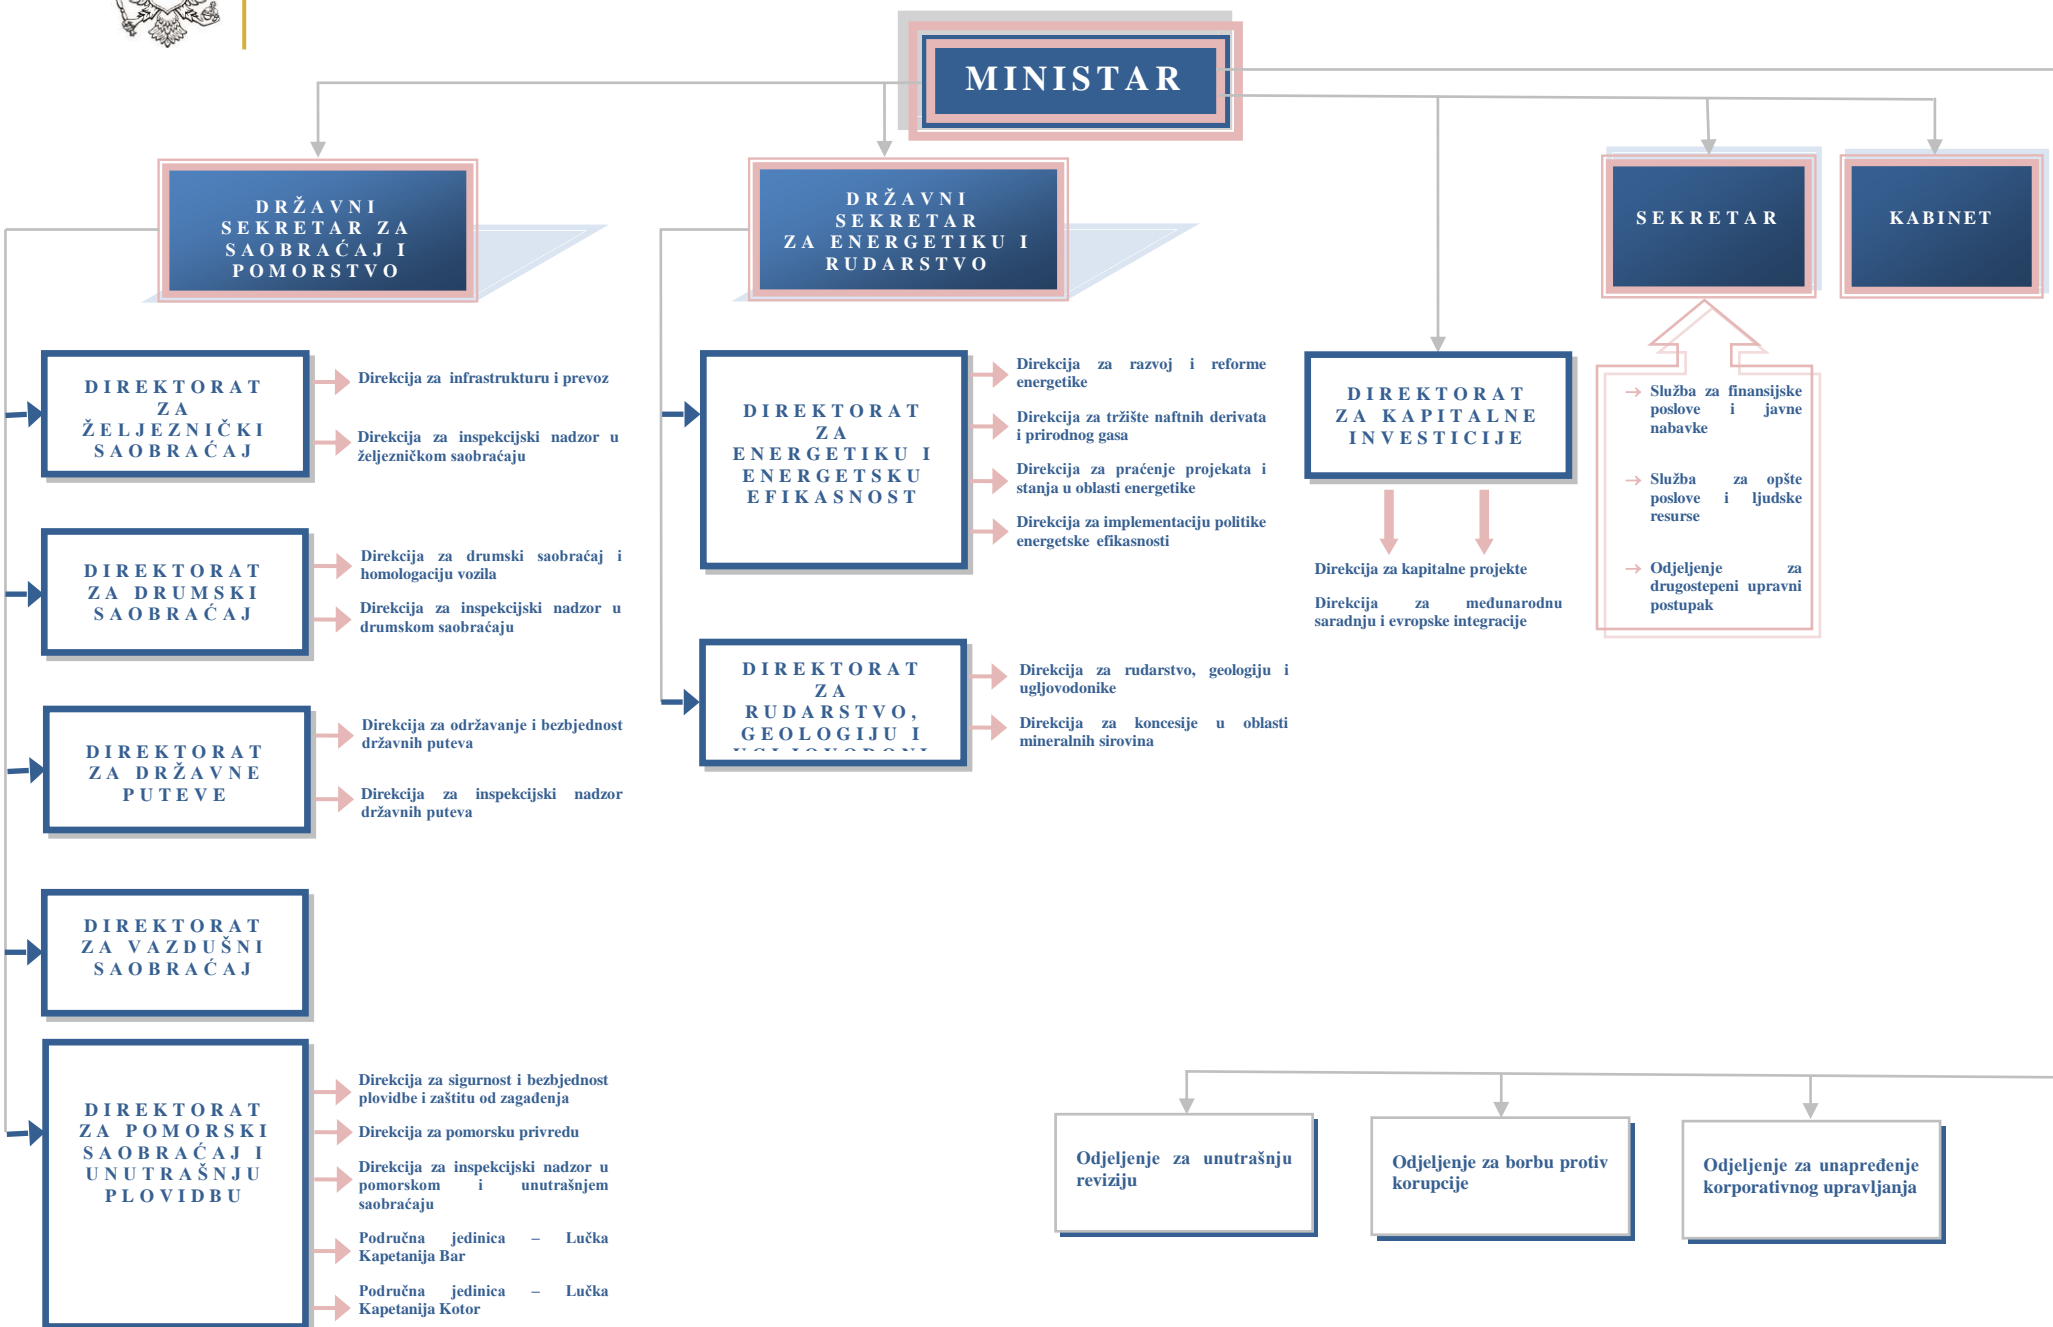 MINISTAR
DRŽAVNI
SEKRETAR ZA
SAOBRAĆAJ I
POMORSTVO
DRŽAVNI
SEKRETAR
ZA ENERGETIKU I
RUDARSTVO
SEKRETAR
KABINET
DIREKTORAT
ZA
ŽELJEZNIČKI
SAOBRAĆAJ
Direkcija za infrastrukturu i prevoz
Direkcija za inspekcijski nadzor u
željezničkom saobraćaju
DIREKTORAT
ZA DRUMSKI
SAOBRAĆAJ
Direkcija za drumski saobraćaj i
homologaciju vozila
Direkcija za inspekcijski nadzor u
drumskom saobraćaju
DIREKTORAT
ZA DRŽAVNE
PUTEVE
Direkcija za održavanje i bezbjednost
državnih puteva
Direkcija za inspekcijski nadzor
državnih puteva
DIREKTORAT
ZA VAZDUŠNI
SAOBRAĆAJ
DIREKTORAT
ZA POMORSKI
SAOBRAĆAJ I
UNUTRAŠNJU
PLOVIDBU
Direkcija za sigurnost i bezbjednost
plovidbe i zaštitu od zagađenja
Direkcija za pomorsku privredu
Direkcija za inspekcijski nadzor u
pomorskom i unutrašnjem
saobraćaju
Područna jedinica – Lučka
Kapetanija Bar
Područna jedinica – Lučka
Kapetanija Kotor
DIREKTORAT
ZA
ENERGETIKU I
ENERGETSKU
EFIKASNOST
Direkcija za razvoj i reforme
energetike
Direkcija za tržište naftnih derivata
i prirodnog gasa
Direkcija za praćenje projekata i
stanja u oblasti energetike
Direkcija za implementaciju politike
energetske efikasnosti
DIREKTORAT
ZA
RUDARSTVO,
GEOLOGIJU I
Direkcija za rudarstvo, geologiju i
ugljovodonike
Direkcija za koncesije u oblasti
mineralnih sirovina
DIREKTORAT
ZA KAPITALNE
INVESTICIJE
Direkcija za kapitalne projekte
Direkcija za međunarodnu
saradnju i evropske integracije
→ Služba za finansijske
poslove i javne
nabavke
→ Služba za opšte
poslove i ljudske
resurse
→ Odjeljenje za
drugostepeni upravni
postupak
Odjeljenje za unutrašnju
reviziju
Odjeljenje za borbu protiv
korupcije
Odjeljenje za unapređenje
korporativnog upravljanja